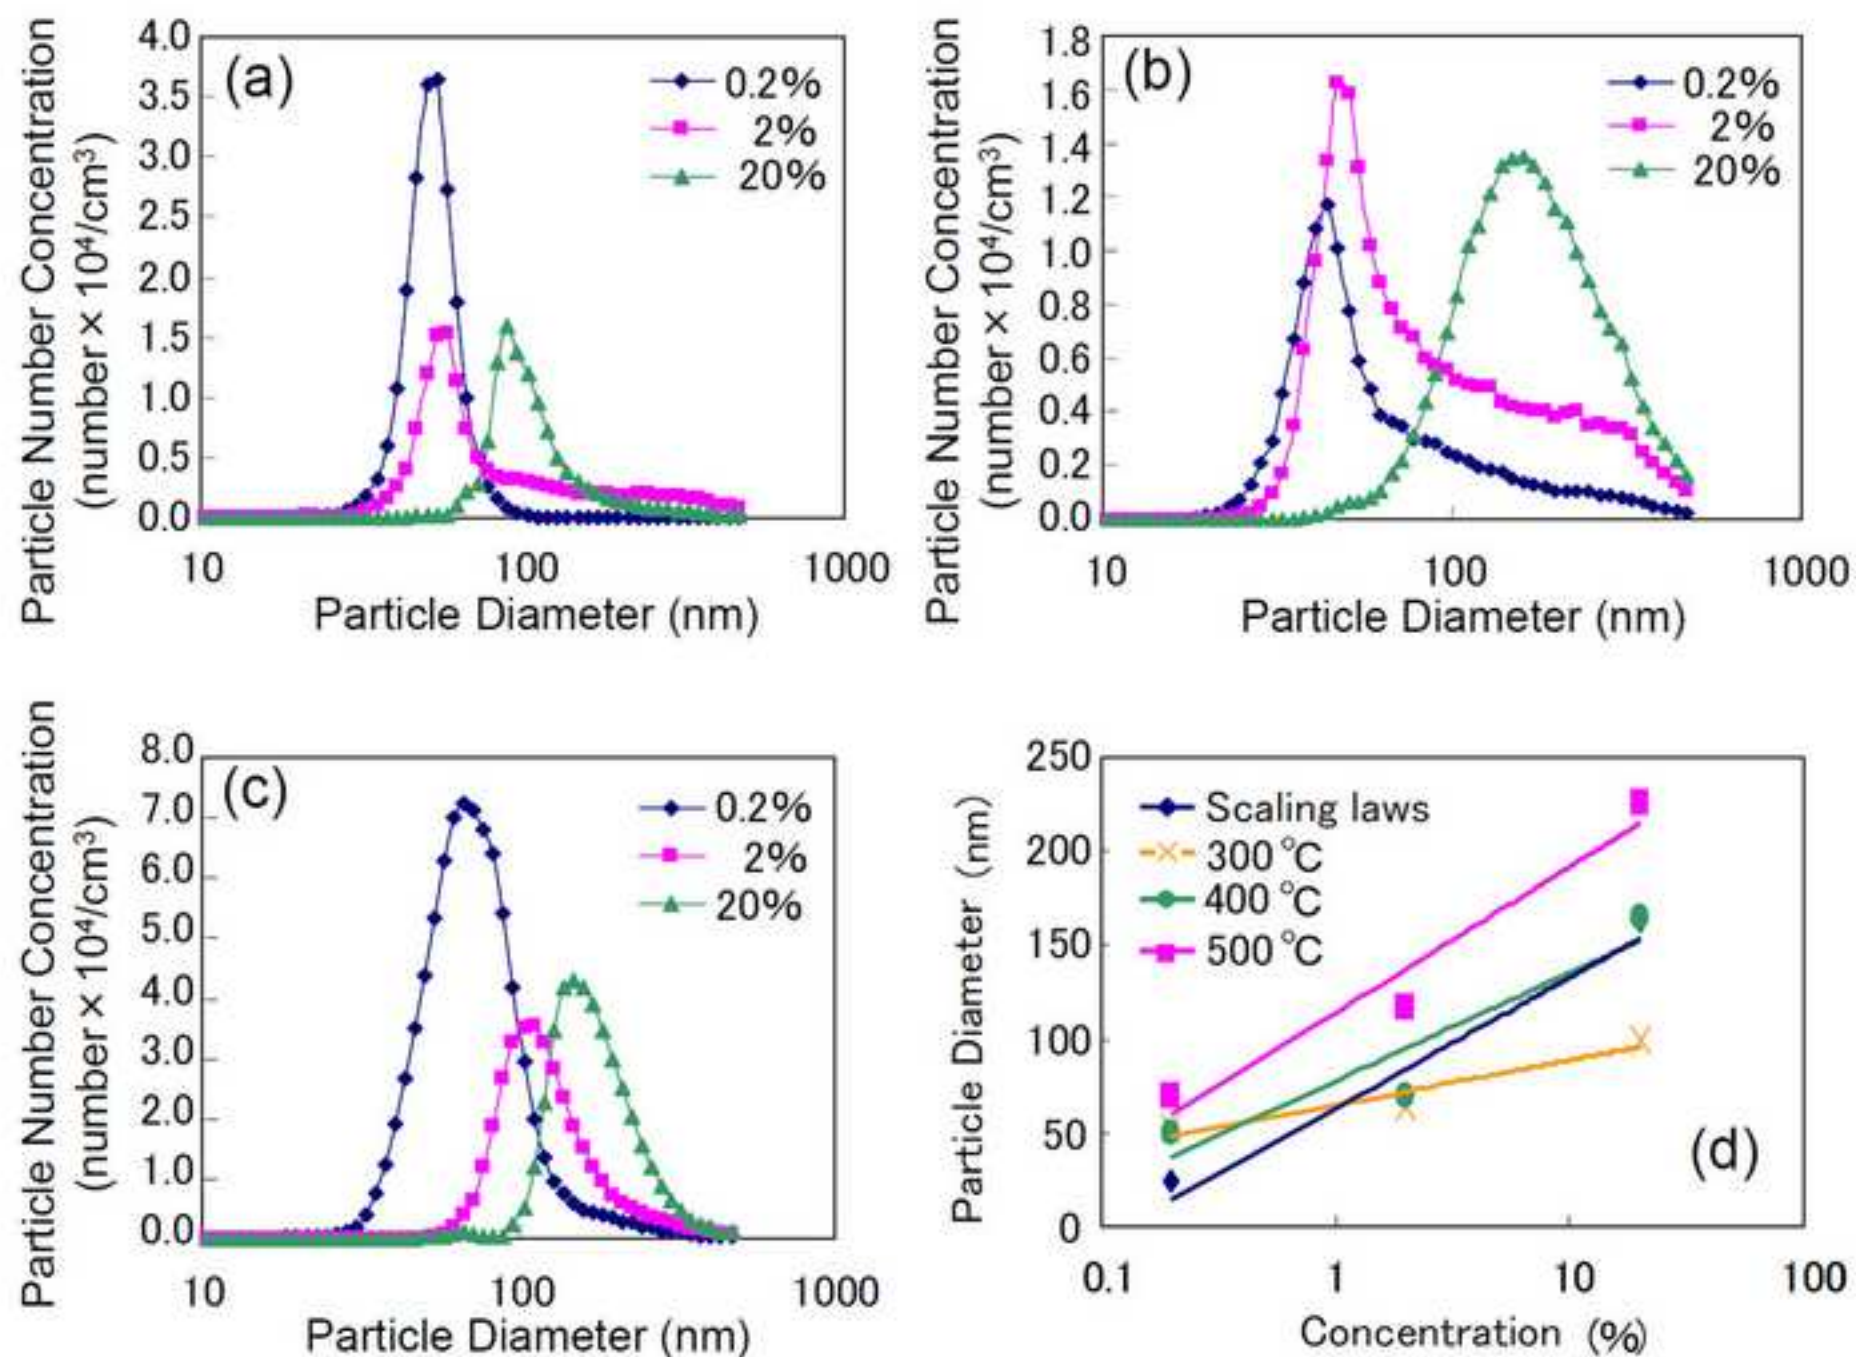 Particle Number Concentration
(number × 10⁴/cm³)
4.0
3.5
3.0
2.5
2.0
1.5
1.0
0.5
0.0
(a)
0.2%
2%
20%
10 100 1000
Particle Diameter (nm)
Particle Number Concentration
(number × 10⁴/cm³)
1.8
1.6
1.4
1.2
1.0
0.8
0.6
0.4
0.2
0.0
(b)
0.2%
2%
20%
10 100 1000
Particle Diameter (nm)
Particle Number Concentration
(number × 10⁴/cm³)
8.0
7.0
6.0
5.0
4.0
3.0
2.0
1.0
0.0
(c)
0.2%
2%
20%
10 100 1000
Particle Diameter (nm)
Particle Diameter (nm)
250
200
150
100
50
0
Scaling laws
300 °C
400 °C
500 °C
(d)
0.1 1 10 100
Concentration (%)